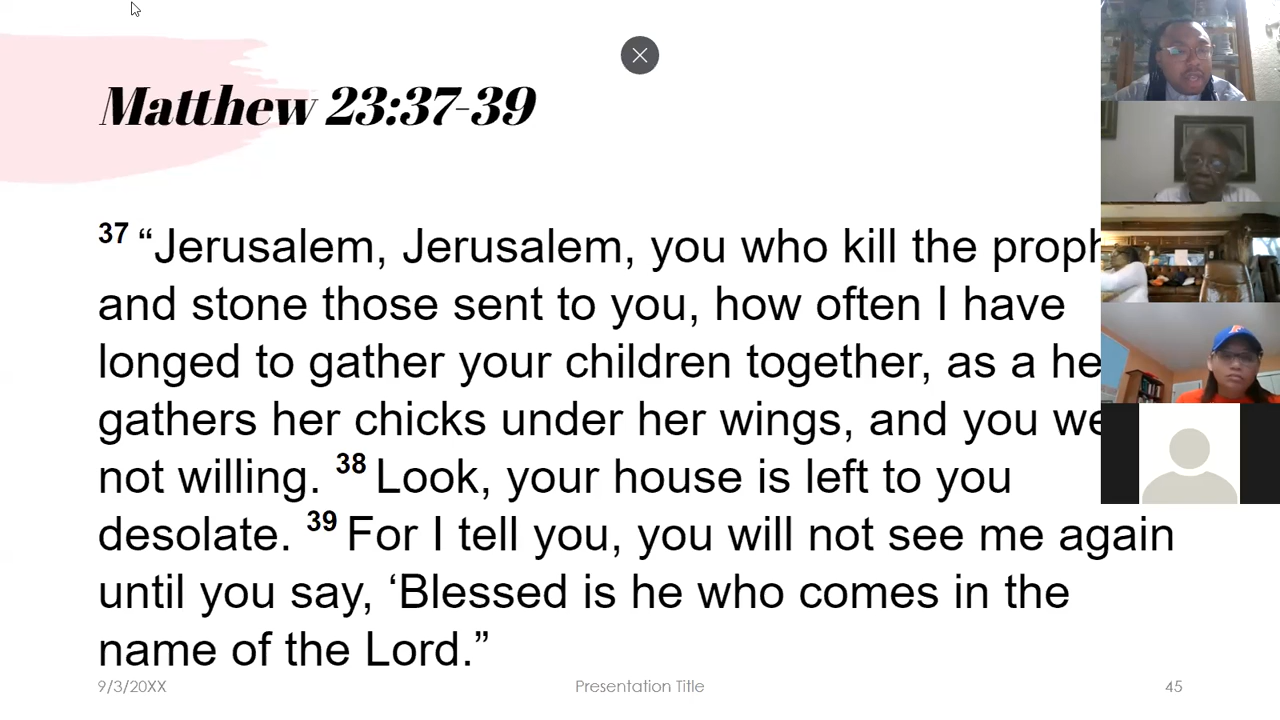 Matthew 23:37-39
37 “Jerusalem, Jerusalem, you who kill the
and stone those sent to you, how often I have
longed to gather your children together, as a
gathers her chicks under her wings, and you
not willing. 38 Look, your house is left to you
desolate. 39 For I tell you, you will not see me again
until you say, ‘Blessed is he who comes in the
name of the Lord.”
9/3/20XX Presentation Title 45